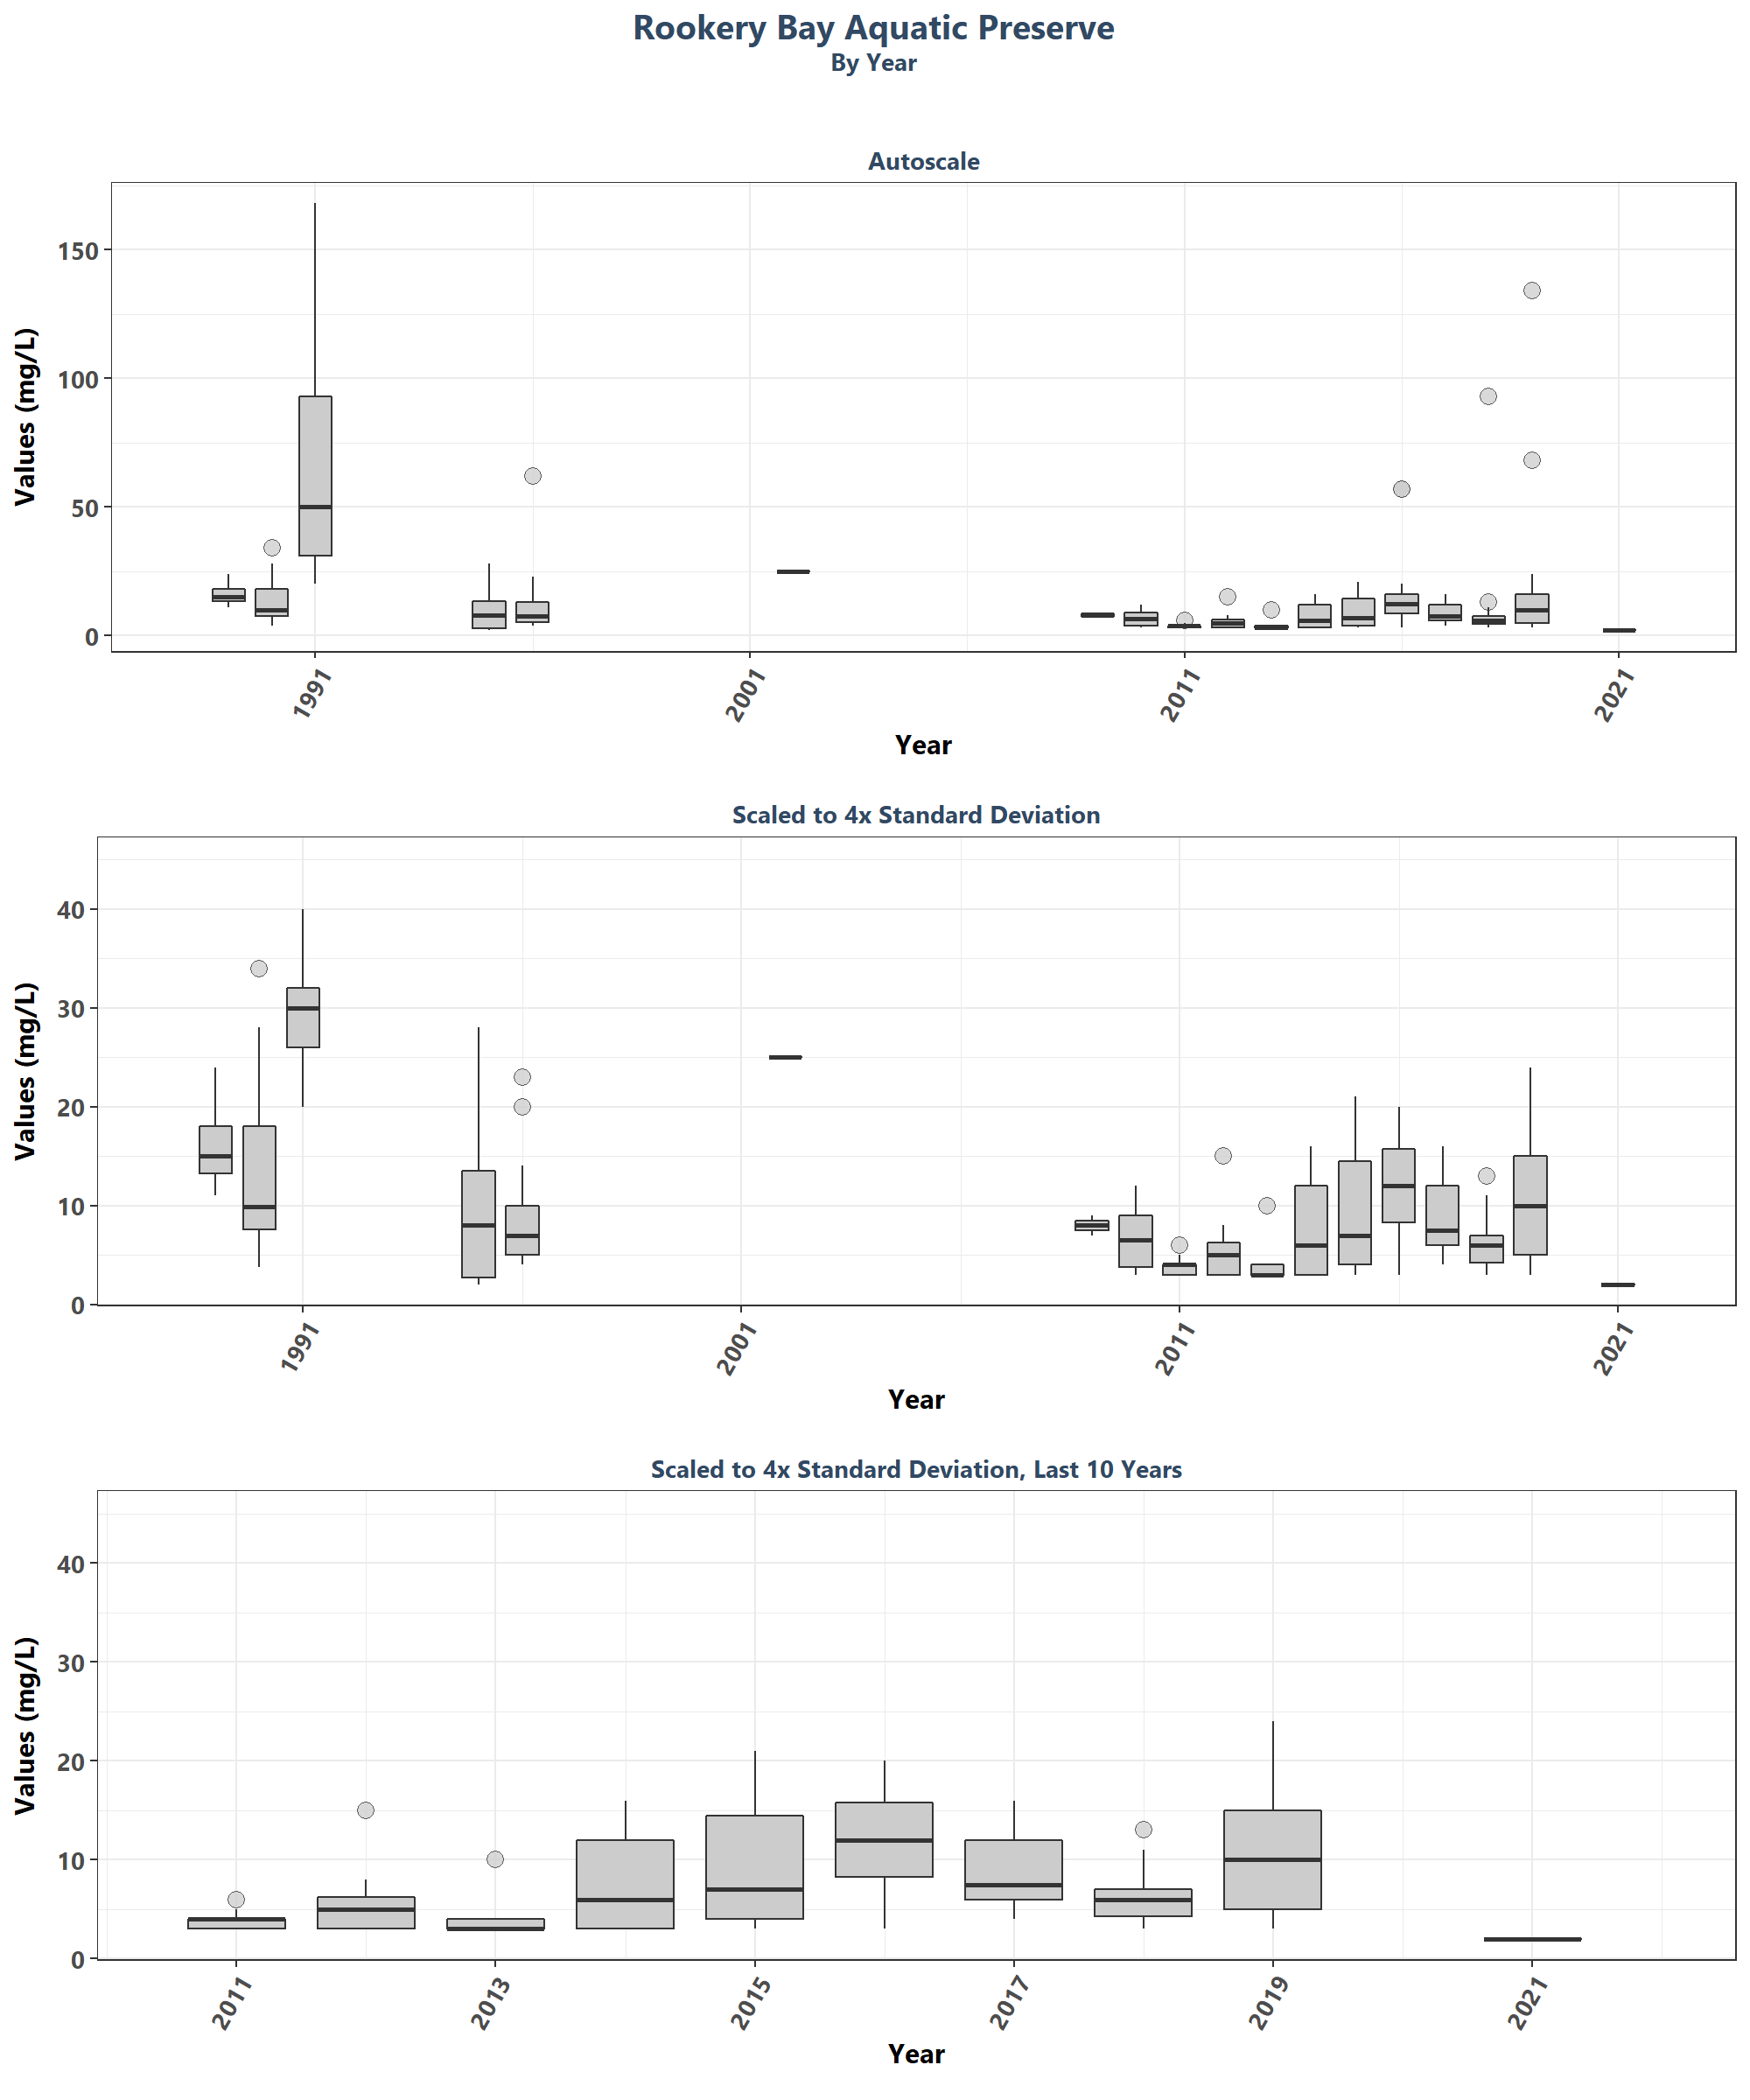 Rookery Bay Aquatic Preserve
By Year
Autoscale
Values (mg/L)
150
100
50
0
1991
2001
2011
2021
Year
Scaled to 4x Standard Deviation
Values (mg/L)
40
30
20
10
0
1991
2001
2011
2021
Year
Scaled to 4x Standard Deviation, Last 10 Years
Values (mg/L)
40
30
20
10
0
2011
2013
2015
2017
2019
2021
Year